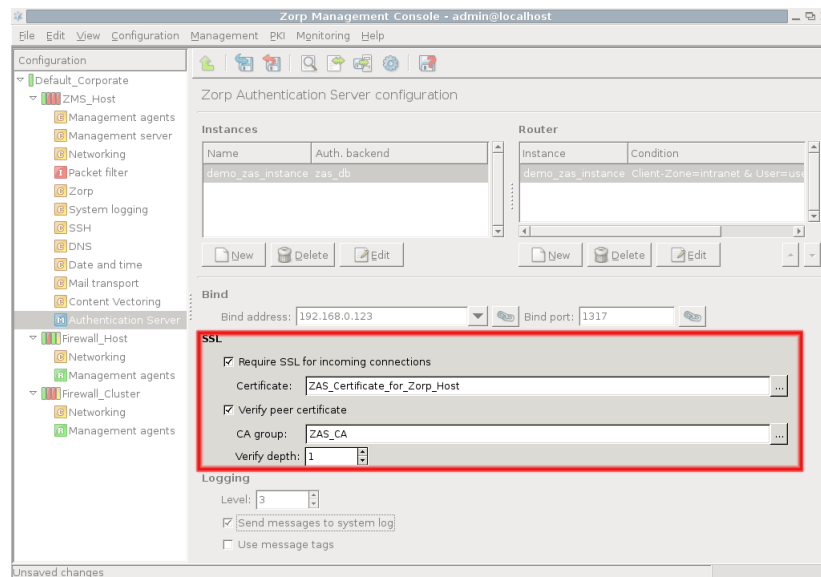 Zorp Management Console - admin@localhost
File Edit View Configuration Management PKI Monitoring Help
Configuration
Default_Corporate
ZMS_Host
Management agents
Management server
Networking
Packet filter
Zorp
System logging
SSH
DNS
Date and time
Mail transport
Content Vectoring
Authentication Server
Firewall_Host
Networking
Management agents
Firewall_Cluster
Networking
Management agents
Zorp Authentication Server configuration
Instances
Name Auth. backend
demo_zas_instance zas_db
New Delete Edit
Router
Instance Condition
demo_zas_instance Client-Zone=intranet & User=use
New Delete Edit
Bind
Bind address: 192.168.0.123 Bind port: 1317
SSL
Require SSL for incoming connections
Certificate: ZAS_Certificate_for_Zorp_Host ...
Verify peer certificate
CA group: ZAS_CA ...
Verify depth: 1
Logging
Level: 3
Send messages to system log
Use message tags
Unsaved changes